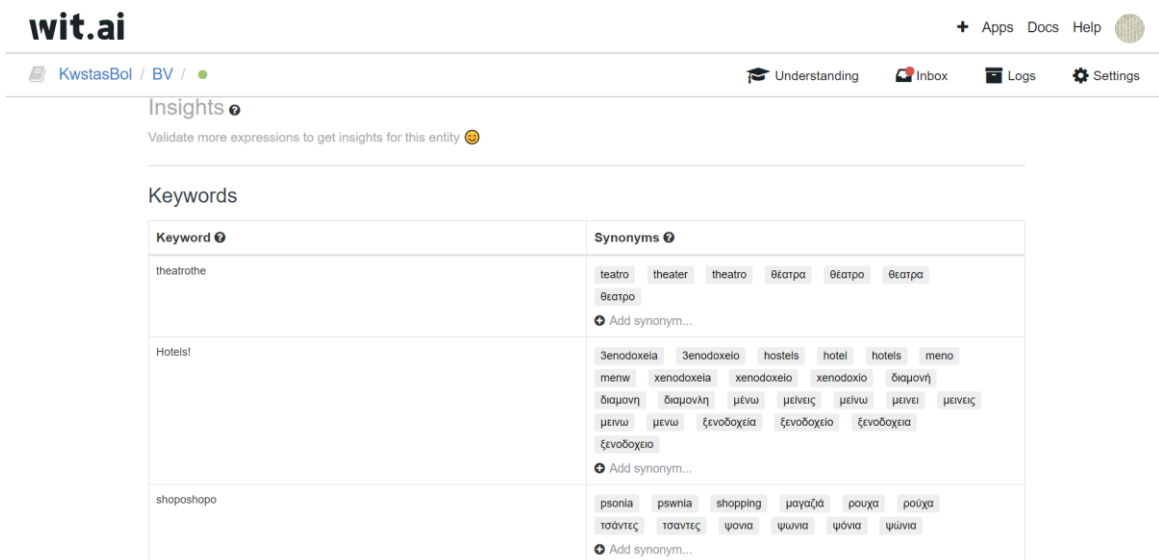 wit.ai
Apps Docs Help
KwstasBol / BV /
Understanding Inbox Logs Settings
Insights
Validate more expressions to get insights for this entity 😊
Keywords
Keyword Synonyms
theatrothe
teatro theater theatro θέατρα θέατρο θεατρα
θεατρο
Add synonym...
Hotels!
3enodoxeia 3enodoxeio hostels hotel hotels meno
menw xenodoxeia xenodoxeio xenodoxio διαμονή
διαμονη διαμονλη μένω μείνεις μείνω μεινει μεινεις
μεινω μενω ξενοδοχεία ξενοδοχείο ξενοδοχεια
ξενοδοχειο
Add synonym...
shoposhopo
psonia pswnia shopping μαγαζιά ρουχα ρούχα
τσάντες τσαντες ψονια ψωνια ψόνια ψώνια
Add synonym...